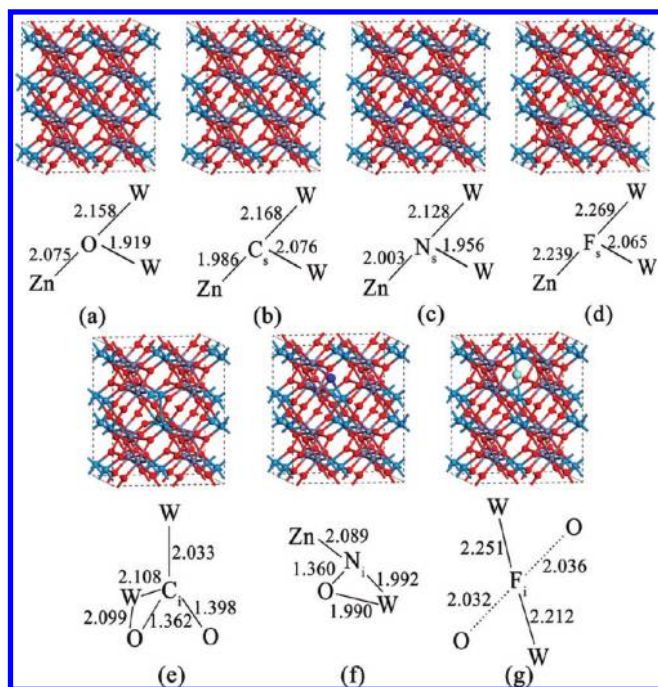 W W W W
2.158 2.168 2.128 2.269
2.075 O 1.919 1.986 Cs 2.076 2.003 Ns 1.956 2.239 Fs 2.065
Zn W Zn W Zn W Zn W
(a) (b) (c) (d)
W Zn 2.089 W O
2.033 Ni 2.251 2.036
2.108 1.360 1.992 Fi
W Ci O W 2.032 2.212
2.099 1.362 1.398 1.990 O
O O W
(e) (f) (g)